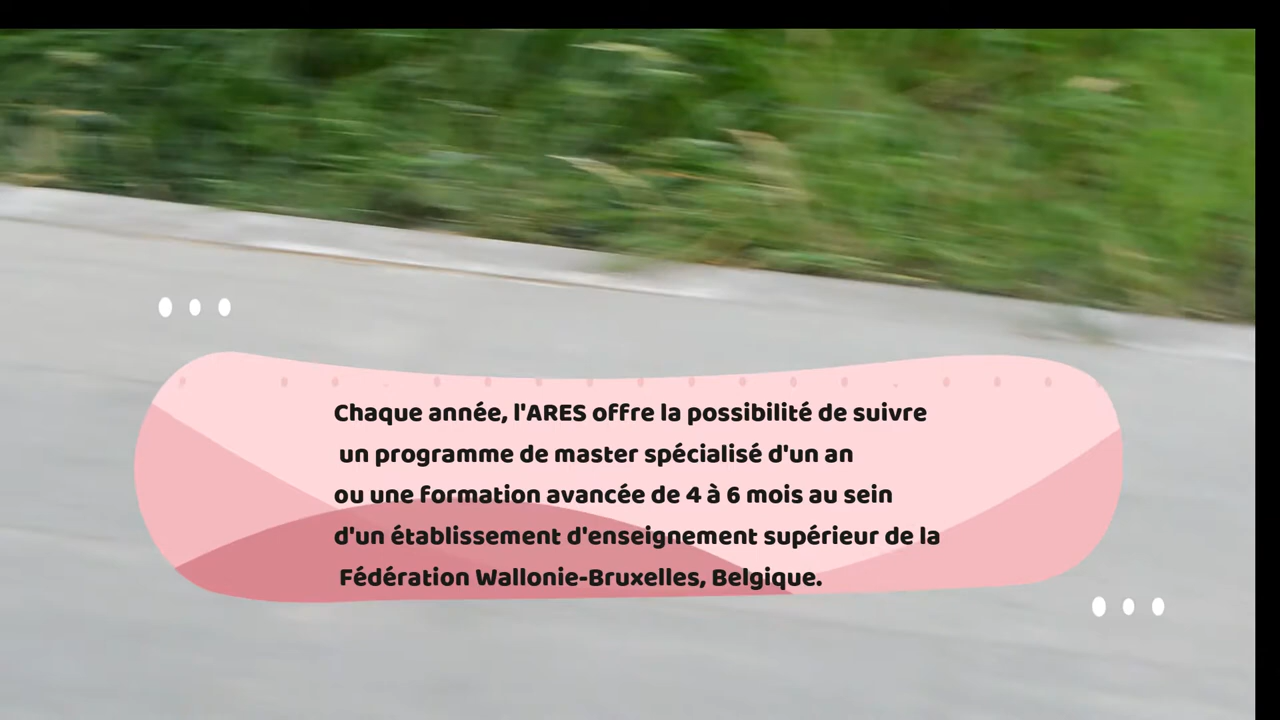 Chaque année, l'ARES offre la possibilité de suivre
un programme de master spécialisé d'un an
ou une formation avancée de 4 à 6 mois au sein
d'un établissement d'enseignement supérieur de la
Fédération Wallonie-Bruxelles, Belgique.